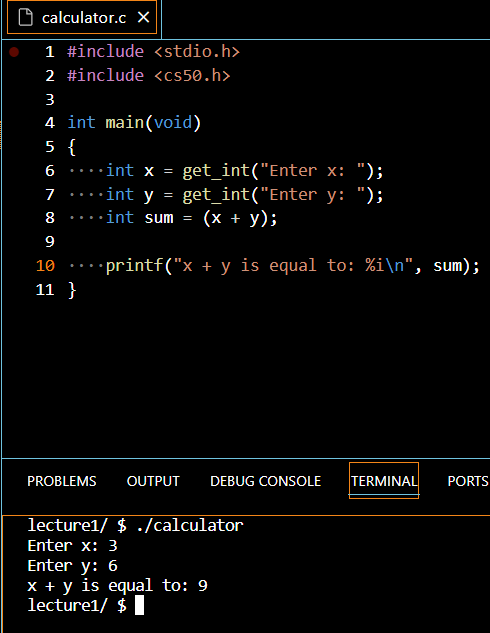 calculator.c
1 #include <stdio.h>
2 #include <cs50.h>
3
4 int main(void)
5 {
6 ····int x = get_int("Enter x: ");
7 ····int y = get_int("Enter y: ");
8 ····int sum = (x + y);
9
10 ····printf("x + y is equal to: %i\n", sum);
11 }
PROBLEMS OUTPUT DEBUG CONSOLE TERMINAL PORTS
lecture1/ $ ./calculator
Enter x: 3
Enter y: 6
x + y is equal to: 9
lecture1/ $